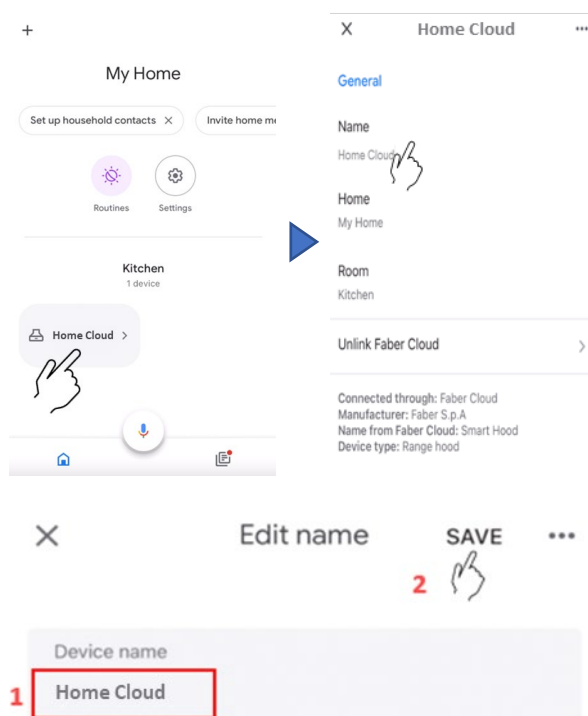 +
My Home
Set up household contacts ×
Invite home me
Routines
Settings
Kitchen
1 device
Home Cloud >
X
Home Cloud
•••
General
Name
Home Cloud
Home
My Home
Room
Kitchen
Unlink Faber Cloud >
Connected through: Faber Cloud
Manufacturer: Faber S.p.A
Name from Faber Cloud: Smart Hood
Device type: Range hood
× Edit name SAVE •••
2
Device name
1 Home Cloud